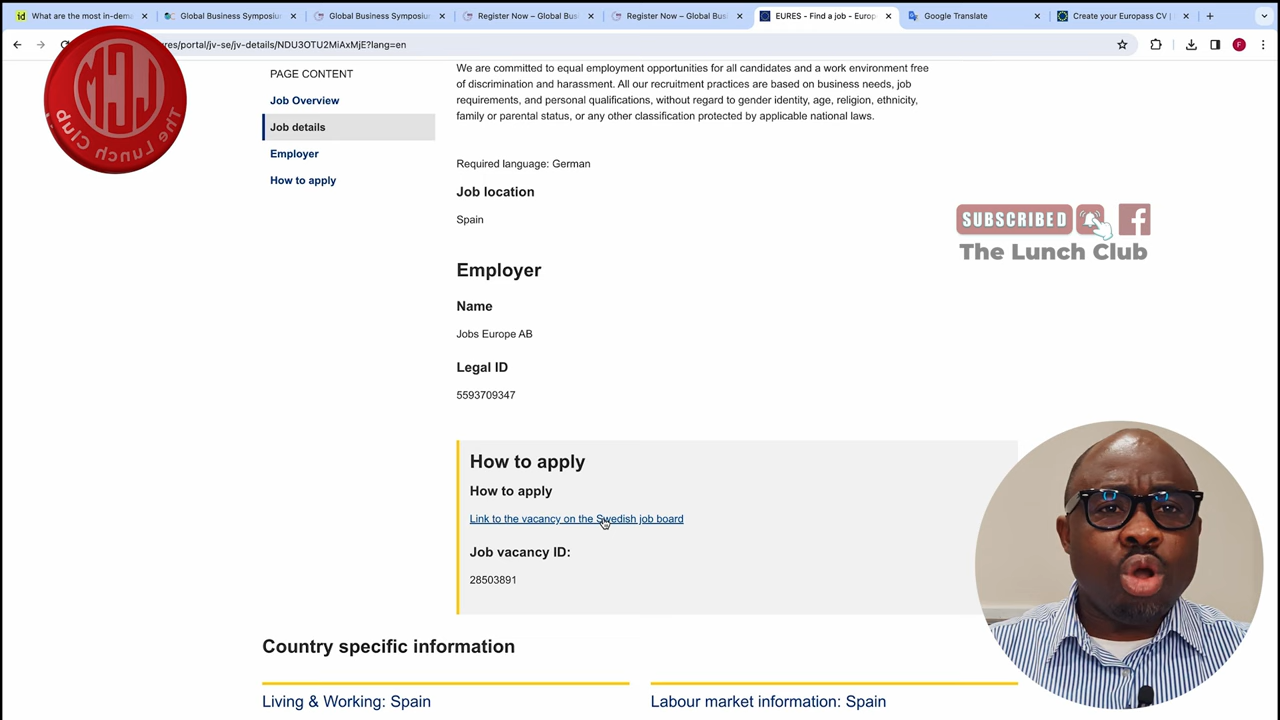 What are the most in-dema
Global Business Symposiu
Global Business Symposiu
Register Now – Global Bus
Register Now – Global Bus
EURES - Find a job - Europ
Google Translate
Create your Europass CV |
res/portal/jv-se/jv-details/NDU3OTU2MiAxMjE?lang=en
F
PAGE CONTENT
Job Overview
Job details
Employer
How to apply
The Lunch Club
We are committed to equal employment opportunities for all candidates and a work environment free
of discrimination and harassment. All our recruitment practices are based on business needs, job
requirements, and personal qualifications, without regard to gender identity, age, religion, ethnicity,
family or parental status, or any other classification protected by applicable national laws.
Required language: German
Job location
Spain
SUBSCRIBED
The Lunch Club
Employer
Name
Jobs Europe AB
Legal ID
5593709347
How to apply
How to apply
Link to the vacancy on the Swedish job board
Job vacancy ID:
28503891
Country specific information
Living & Working: Spain
Labour market information: Spain